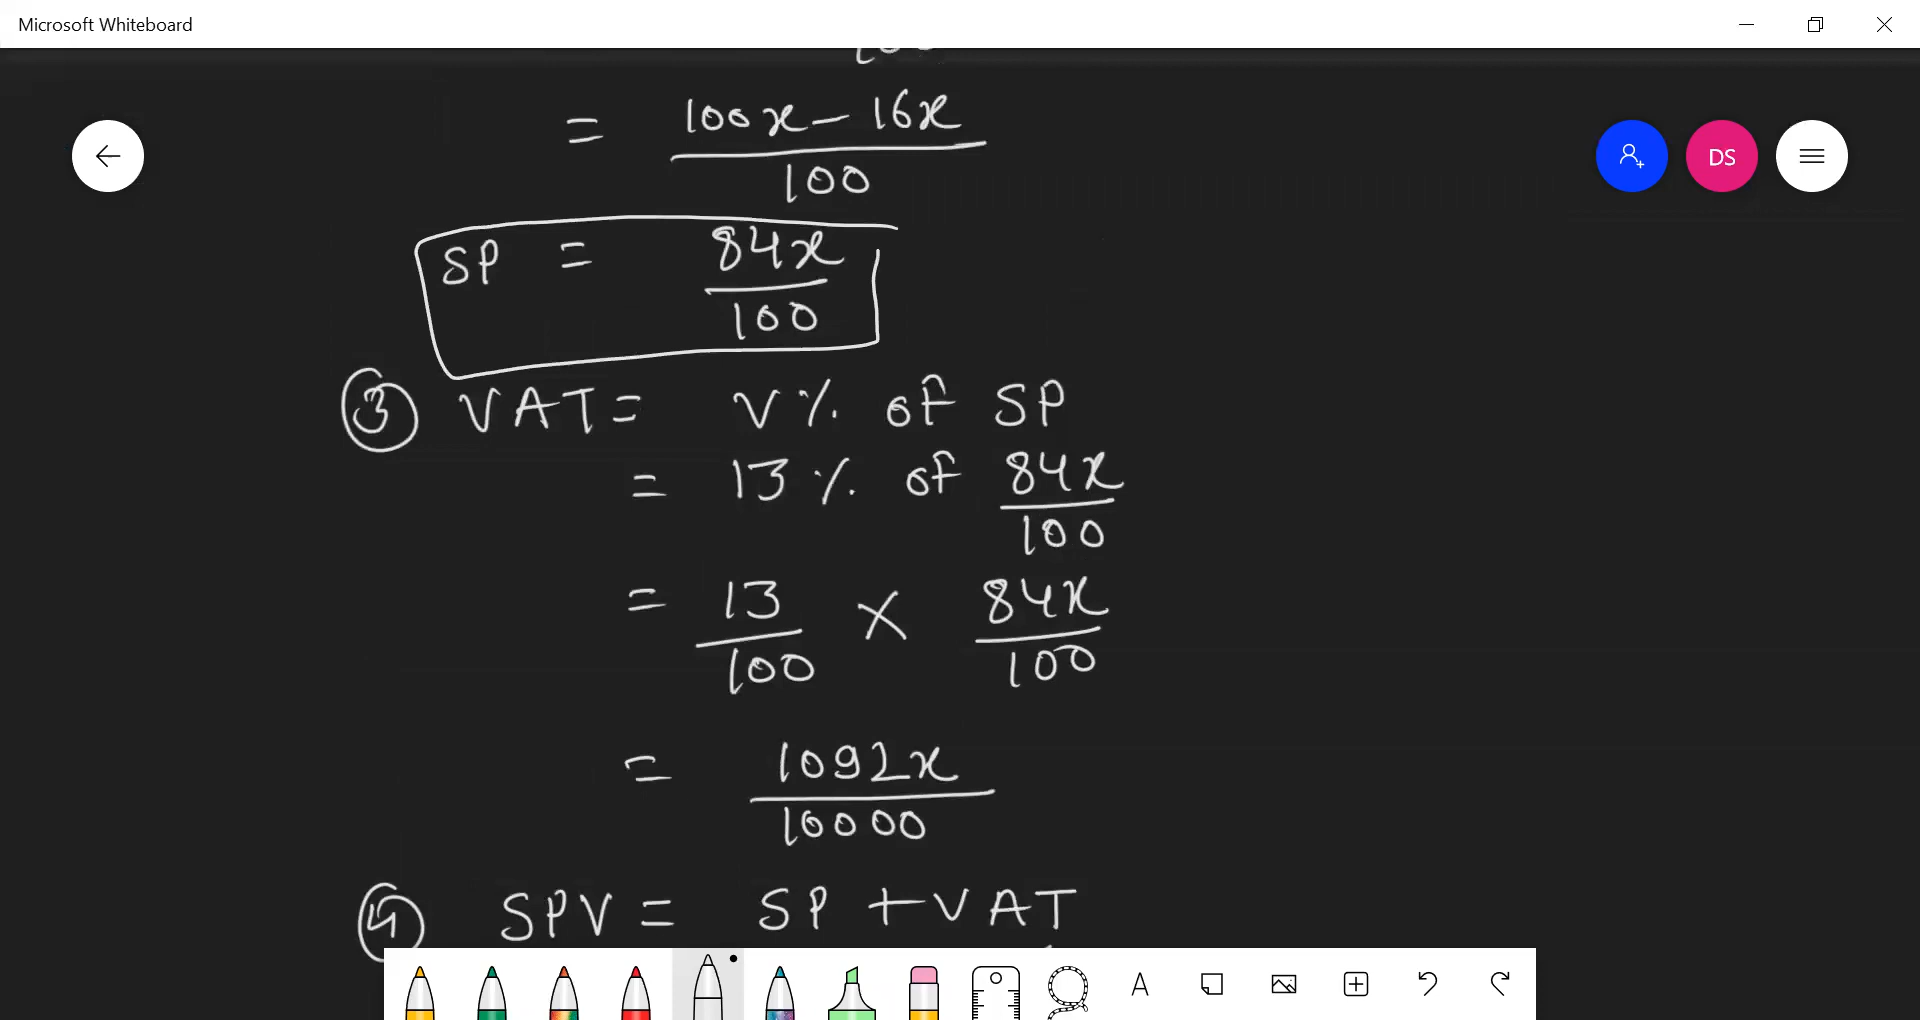 Microsoft Whiteboard
= 100x - 16x
100
DS
SP = 84x
100
③ VAT = V% of SP
= 13% of 84x
100
= 13 × 84x
100 100
= 1092x
10000
④ SPV = SP + VAT
A